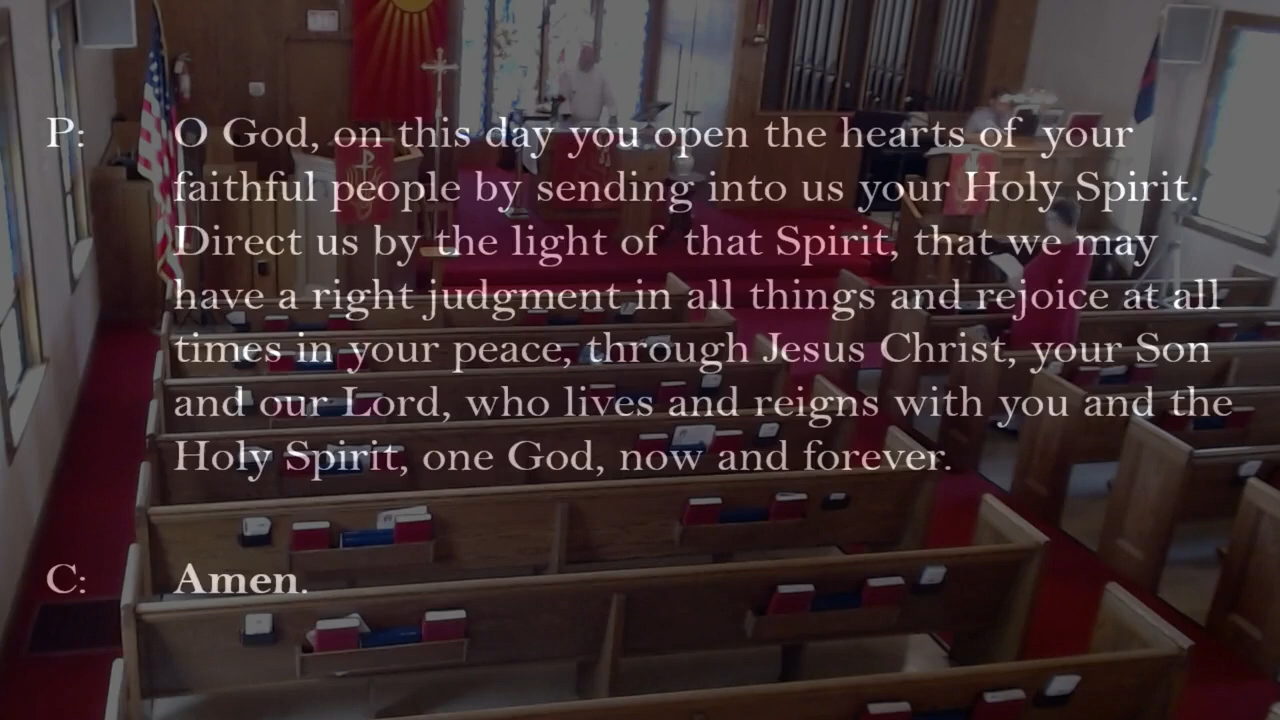 P: O God, on this day you open the hearts of your
faithful people by sending into us your Holy Spirit.
Direct us by the light of that Spirit, that we may
have a right judgment in all things and rejoice at all
times in your peace, through Jesus Christ, your Son
and our Lord, who lives and reigns with you and the
Holy Spirit, one God, now and forever.
C: Amen.